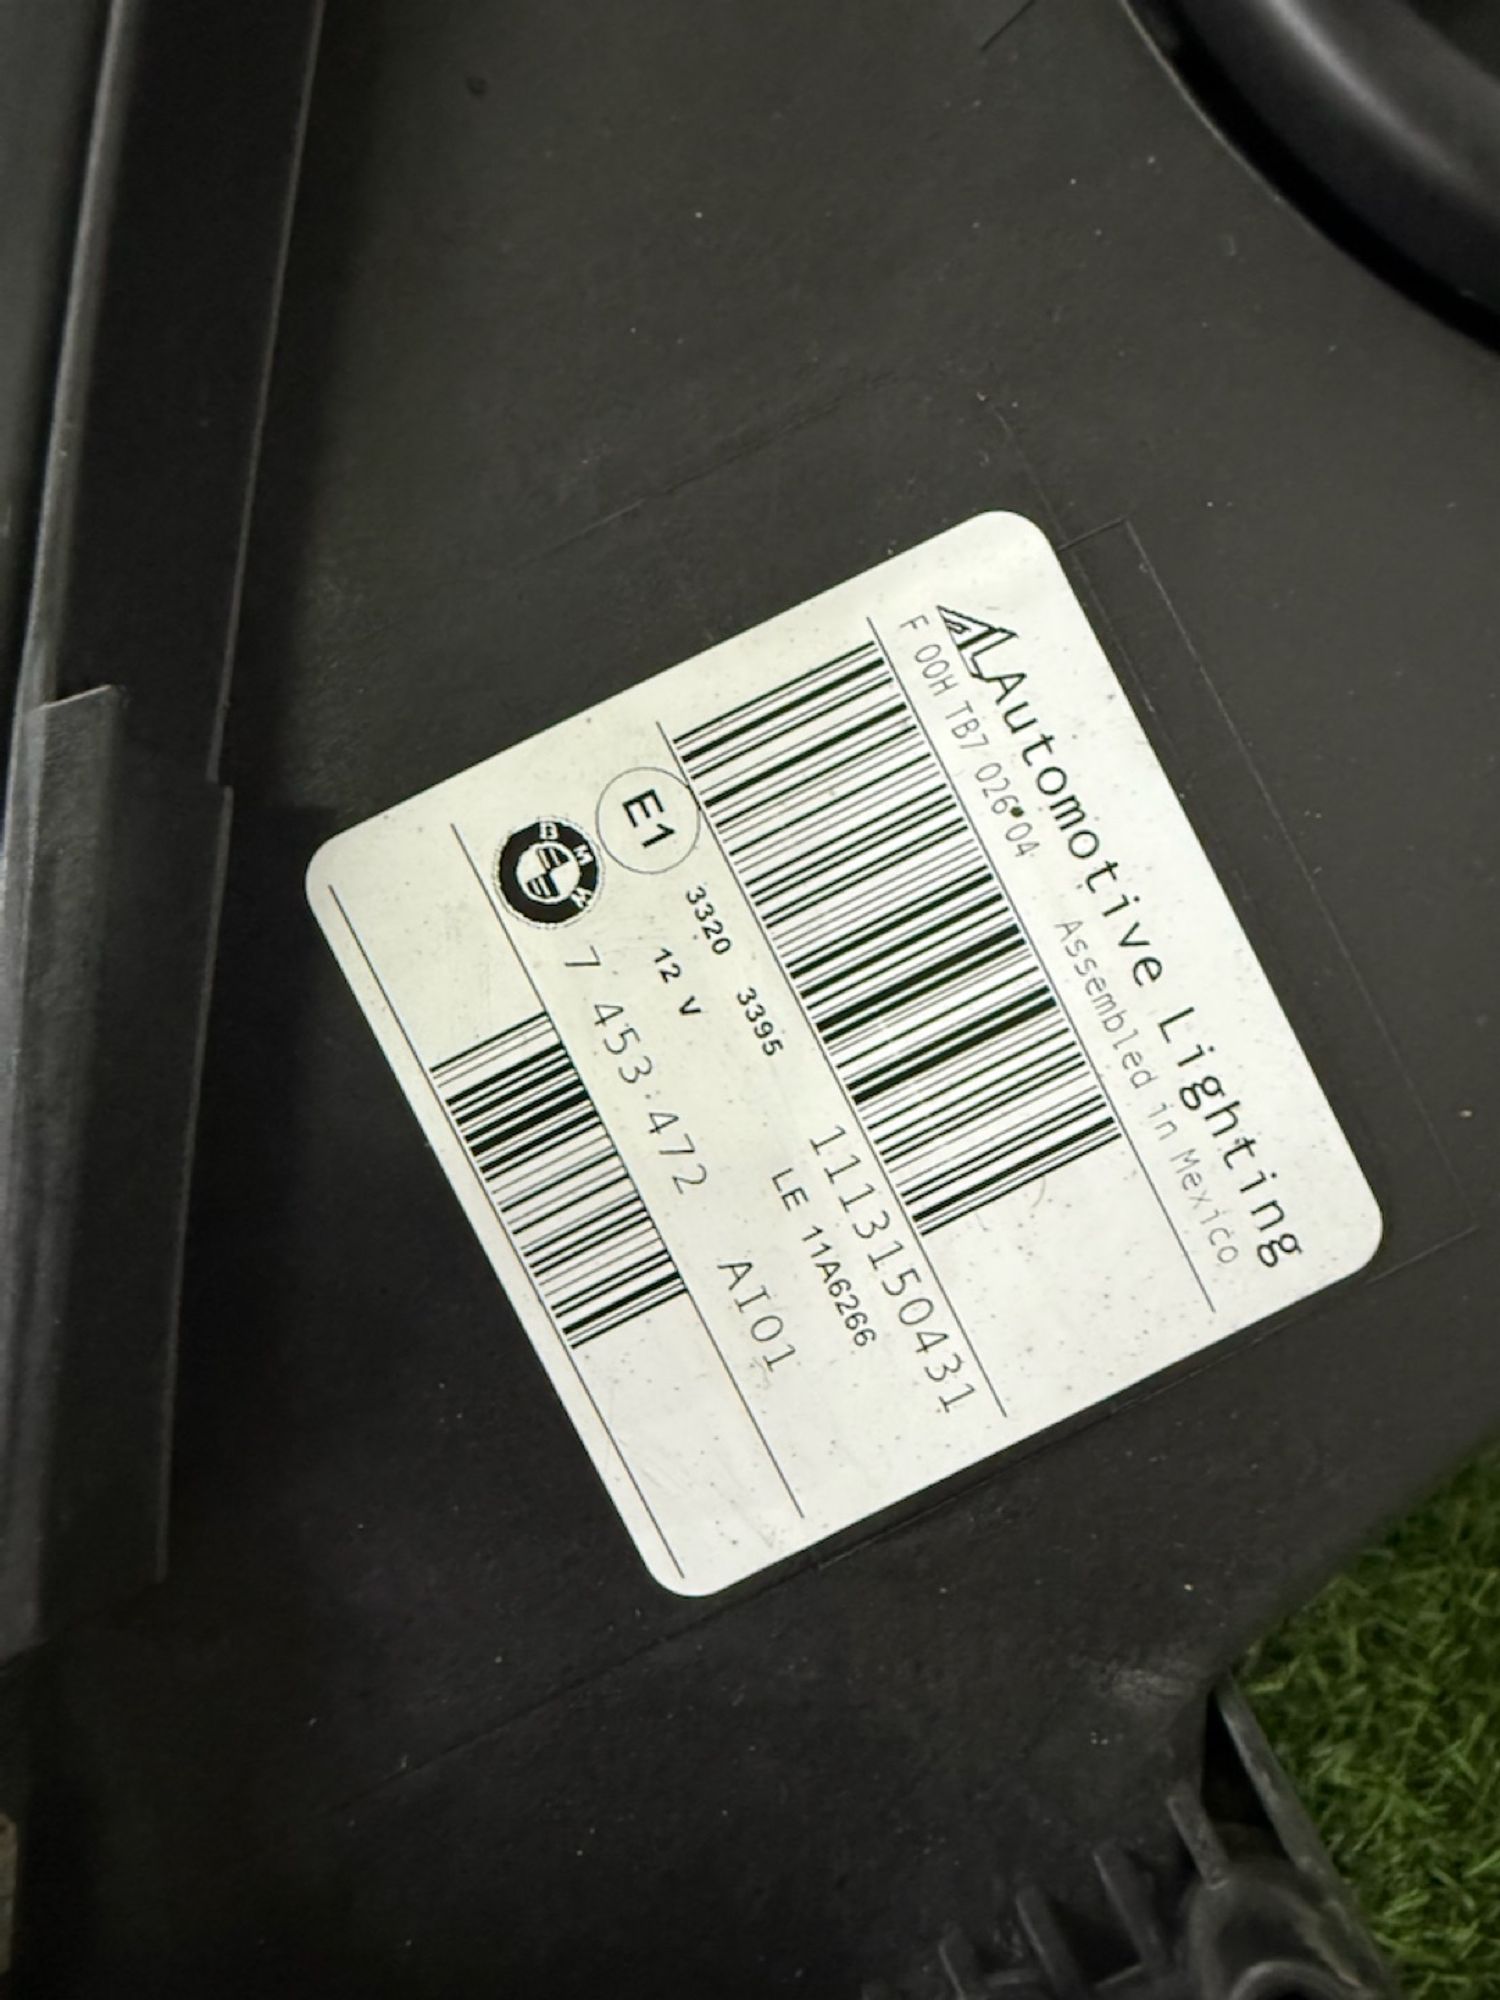 AL Automotive Lighting
F 00H TB7 026 04 Assembled in Mexico
E1 3320 3395 1113150431
12 V LE 11A6266
BMW 7 453 472 AI01